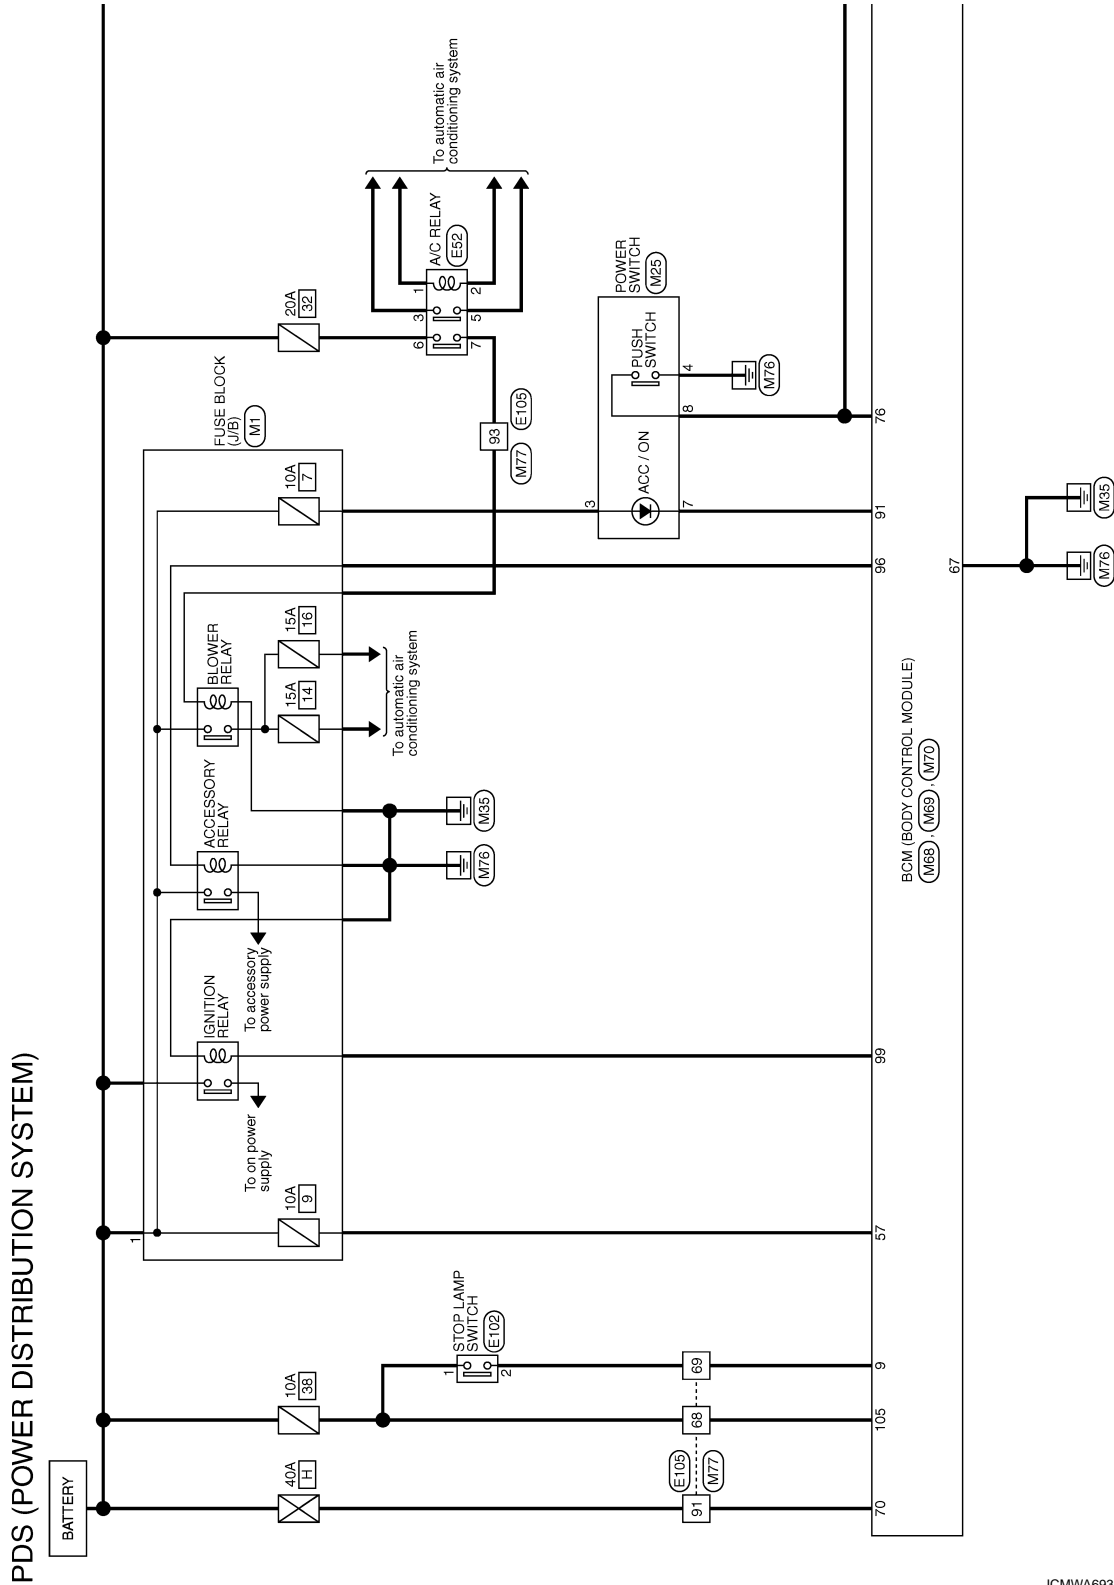 PDS (POWER DISTRIBUTION SYSTEM)
BATTERY
40A
H
10A
38
STOP LAMP
SWITCH
E102
1
2
E105
M77
91
68
69
70
105
9
1
10A
9
57
To on power
supply
IGNITION
RELAY
99
To accessory
power supply
ACCESSORY
RELAY
M76
M35
BLOWER
RELAY
15A
14
15A
16
To automatic air
conditioning system
96
10A
7
FUSE BLOCK
(J/B)
M1
20A
32
6
7
3
5
1
2
A/C RELAY
E52
To automatic air
conditioning system
M77
93
E105
3
ACC / ON
7
PUSH
SWITCH
8
4
POWER
SWITCH
M25
M76
91
76
BCM (BODY CONTROL MODULE)
M68 , M69 , M70
67
M76
M35